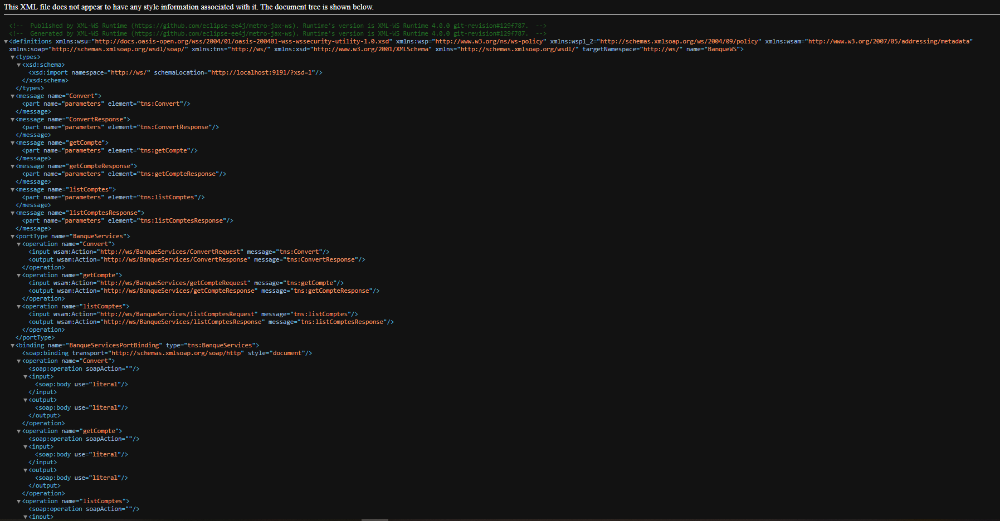 This XML file does not appear to have any style information associated with it. The document tree is shown below.
<!-- Published by XML-WS Runtime (https://github.com/eclipse-ee4j/metro-jax-ws). Runtime's version is XML-WS Runtime 4.0.0 git-revision#129f787. -->
<!-- Generated by XML-WS Runtime (https://github.com/eclipse-ee4j/metro-jax-ws). Runtime's version is XML-WS Runtime 4.0.0 git-revision#129f787. -->
▼<definitions xmlns:wsu="http://docs.oasis-open.org/wss/2004/01/oasis-200401-wss-wssecurity-utility-1.0.xsd" xmlns:wsp="http://www.w3.org/ns/ws-policy" xmlns:wsp1_2="http://schemas.xmlsoap.org/ws/2004/09/policy" xmlns:wsam="http://www.w3.org/2007/05/addressing/metadata"
xmlns:soap="http://schemas.xmlsoap.org/wsdl/soap/" xmlns:tns="http://ws/" xmlns:xsd="http://www.w3.org/2001/XMLSchema" xmlns="http://schemas.xmlsoap.org/wsdl/" targetNamespace="http://ws/" name="BanqueWS">
▼<types>
▼<xsd:schema>
<xsd:import namespace="http://ws/" schemaLocation="http://localhost:9191/?xsd=1"/>
</xsd:schema>
</types>
▼<message name="Convert">
<part name="parameters" element="tns:Convert"/>
</message>
▼<message name="ConvertResponse">
<part name="parameters" element="tns:ConvertResponse"/>
</message>
▼<message name="getCompte">
<part name="parameters" element="tns:getCompte"/>
</message>
▼<message name="getCompteResponse">
<part name="parameters" element="tns:getCompteResponse"/>
</message>
▼<message name="listComptes">
<part name="parameters" element="tns:listComptes"/>
</message>
▼<message name="listComptesResponse">
<part name="parameters" element="tns:listComptesResponse"/>
</message>
▼<portType name="BanqueServices">
▼<operation name="Convert">
<input wsam:Action="http://ws/BanqueServices/ConvertRequest" message="tns:Convert"/>
<output wsam:Action="http://ws/BanqueServices/ConvertResponse" message="tns:ConvertResponse"/>
</operation>
▼<operation name="getCompte">
<input wsam:Action="http://ws/BanqueServices/getCompteRequest" message="tns:getCompte"/>
<output wsam:Action="http://ws/BanqueServices/getCompteResponse" message="tns:getCompteResponse"/>
</operation>
▼<operation name="listComptes">
<input wsam:Action="http://ws/BanqueServices/listComptesRequest" message="tns:listComptes"/>
<output wsam:Action="http://ws/BanqueServices/listComptesResponse" message="tns:listComptesResponse"/>
</operation>
</portType>
▼<binding name="BanqueServicesPortBinding" type="tns:BanqueServices">
<soap:binding transport="http://schemas.xmlsoap.org/soap/http" style="document"/>
▼<operation name="Convert">
<soap:operation soapAction=""/>
▼<input>
<soap:body use="literal"/>
</input>
▼<output>
<soap:body use="literal"/>
</output>
</operation>
▼<operation name="getCompte">
<soap:operation soapAction=""/>
▼<input>
<soap:body use="literal"/>
</input>
▼<output>
<soap:body use="literal"/>
</output>
</operation>
▼<operation name="listComptes">
<soap:operation soapAction=""/>
▼<input>